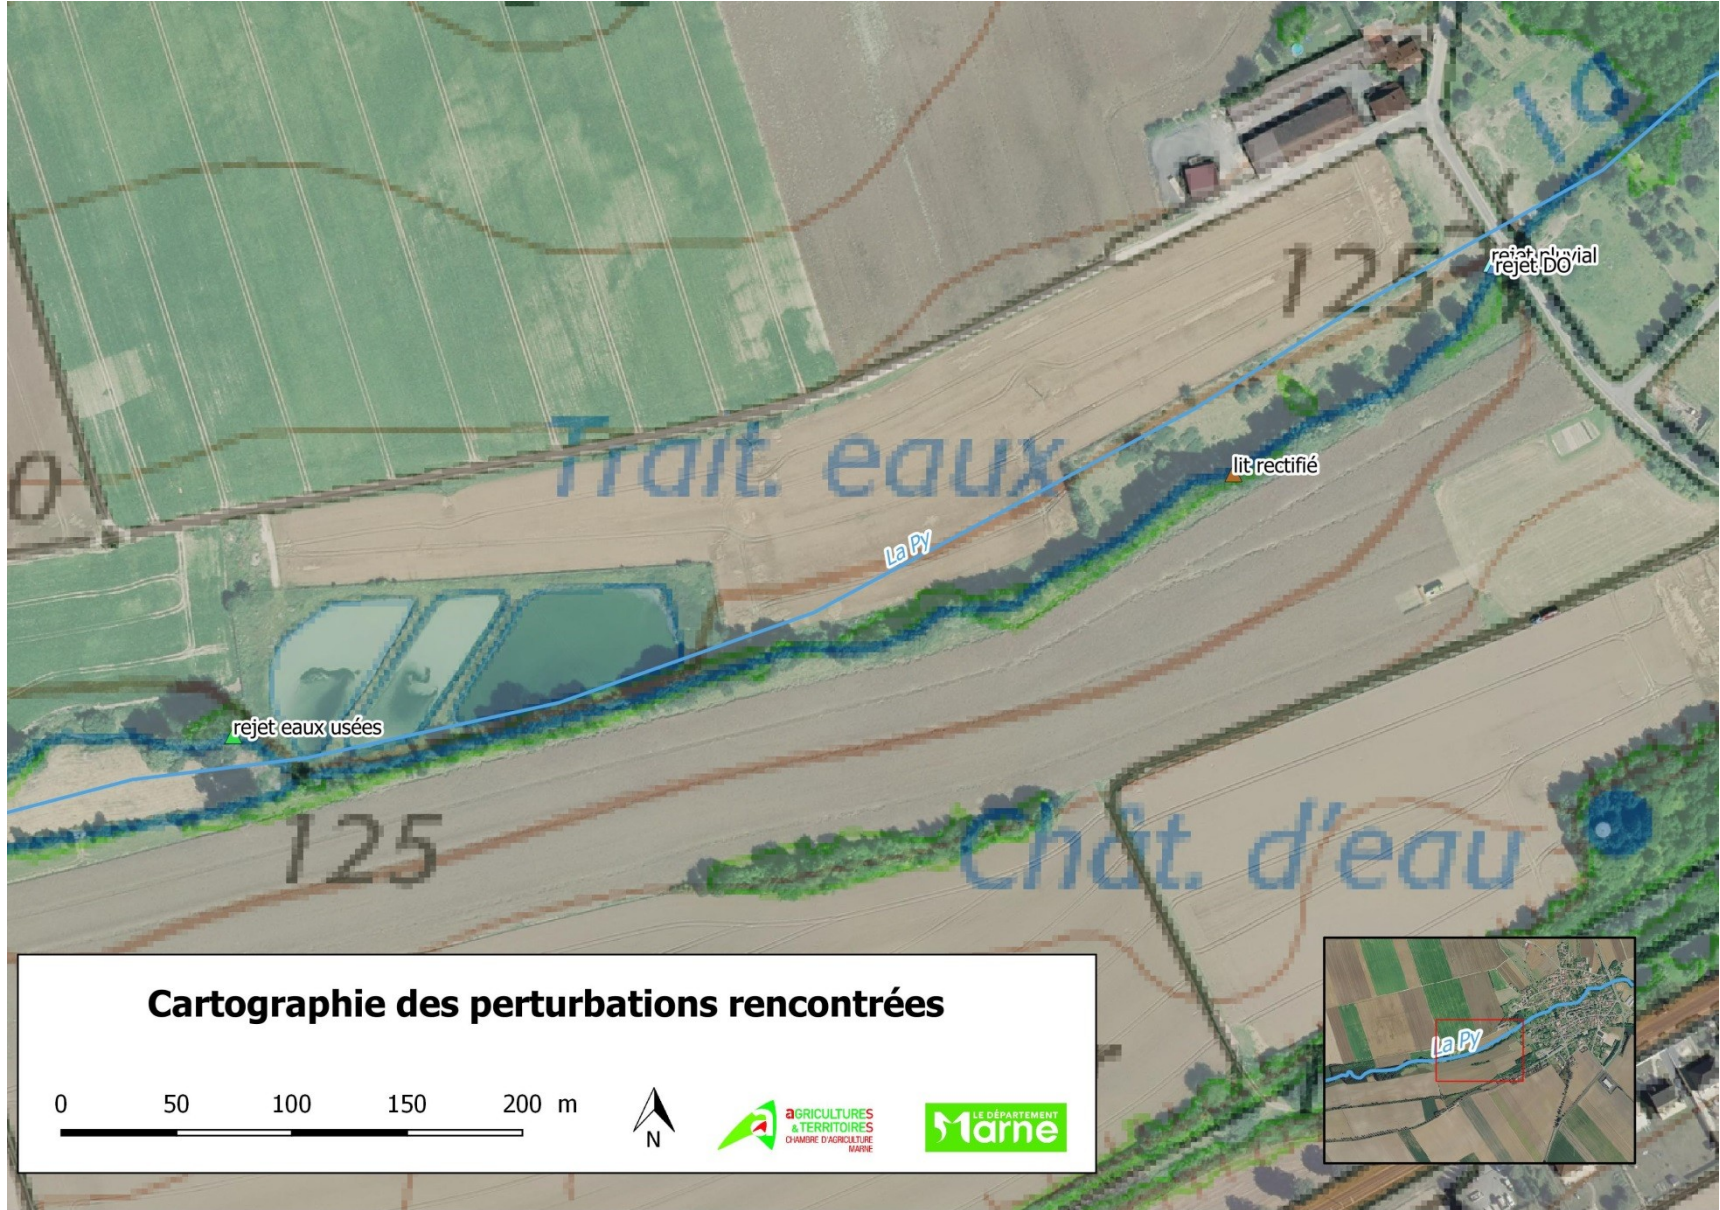 19
125
rejet pluvial
rejet DO
Trait. eaux
lit rectifié
0
La Py
rejet eaux usées
125
Chât. d'eau
Cartographie des perturbations rencontrées
0 50 100 150 200 m
N
aGRICULTURES
& TERRITOIRES
CHAMBRE D'AGRICULTURE
MARNE
LE DÉPARTEMENT
Marne
La Py